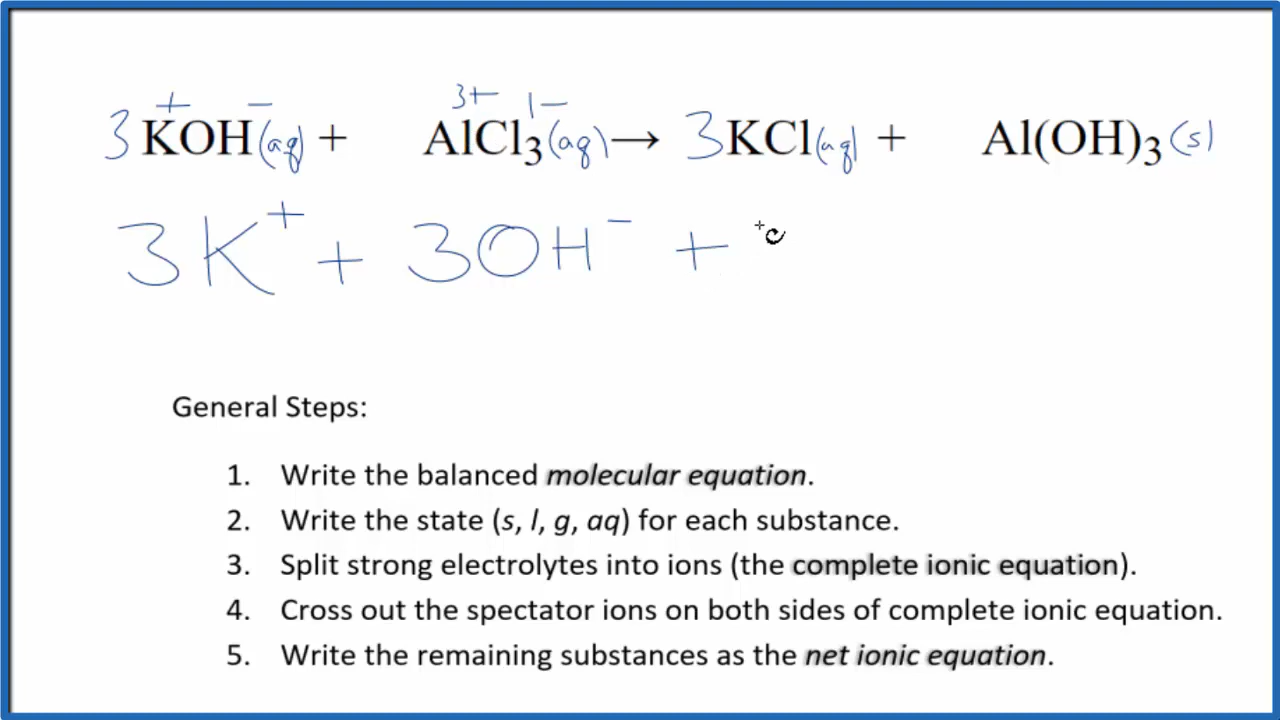 3KOH(aq) + AlCl₃(aq) → 3KCl(aq) + Al(OH)₃(s)
+ − 3+ 1−
3K⁺ + 3OH⁻ +
General Steps:
1. Write the balanced molecular equation.
2. Write the state (s, l, g, aq) for each substance.
3. Split strong electrolytes into ions (the complete ionic equation).
4. Cross out the spectator ions on both sides of complete ionic equation.
5. Write the remaining substances as the net ionic equation.